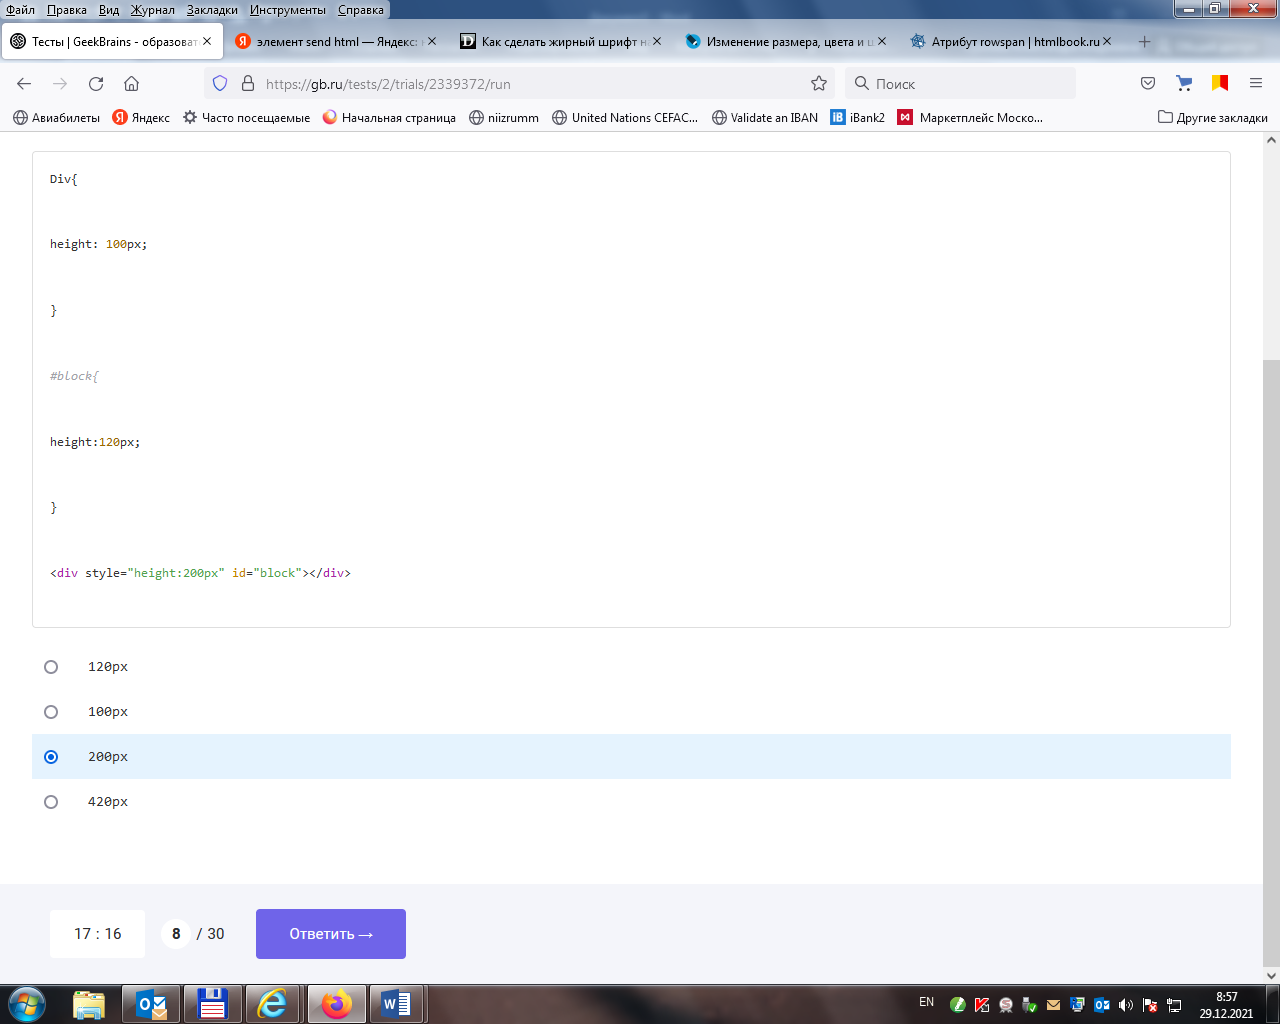 Файл Правка Вид Журнал Закладки Инструменты Справка
Тесты | GeekBrains - образоват
элемент send html — Яндекс:
Как сделать жирный шрифт н
Изменение размера, цвета и
Атрибут rowspan | htmlbook.ru
https://gb.ru/tests/2/trials/2339372/run
Поиск
Авиабилеты Яндекс Часто посещаемые Начальная страница niizrumm United Nations CEFAC... Validate an IBAN iBank2 Маркетплейс Моско... Другие закладки
Div{
height: 100px;
}
#block{
height:120px;
}
<div style="height:200px" id="block"></div>
120px
100px
200px
420px
17 : 16 8 / 30 Ответить →
EN
8:57
29.12.2021